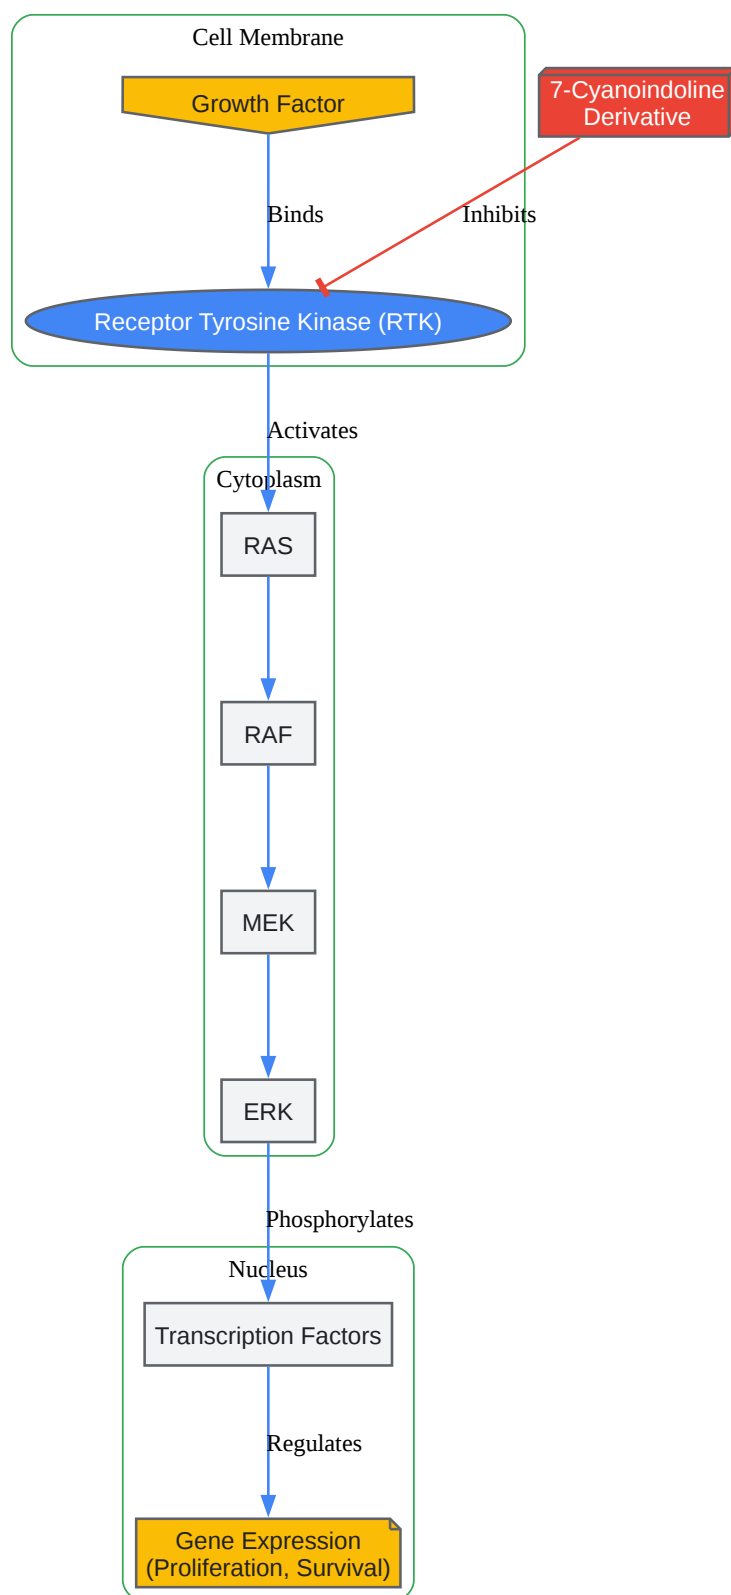 Cell Membrane
Growth Factor
7-Cyanoindoline
Derivative
Binds
Inhibits
Receptor Tyrosine Kinase (RTK)
Activates
Cytoplasm
RAS
RAF
MEK
ERK
Phosphorylates
Nucleus
Transcription Factors
Regulates
Gene Expression
(Proliferation, Survival)